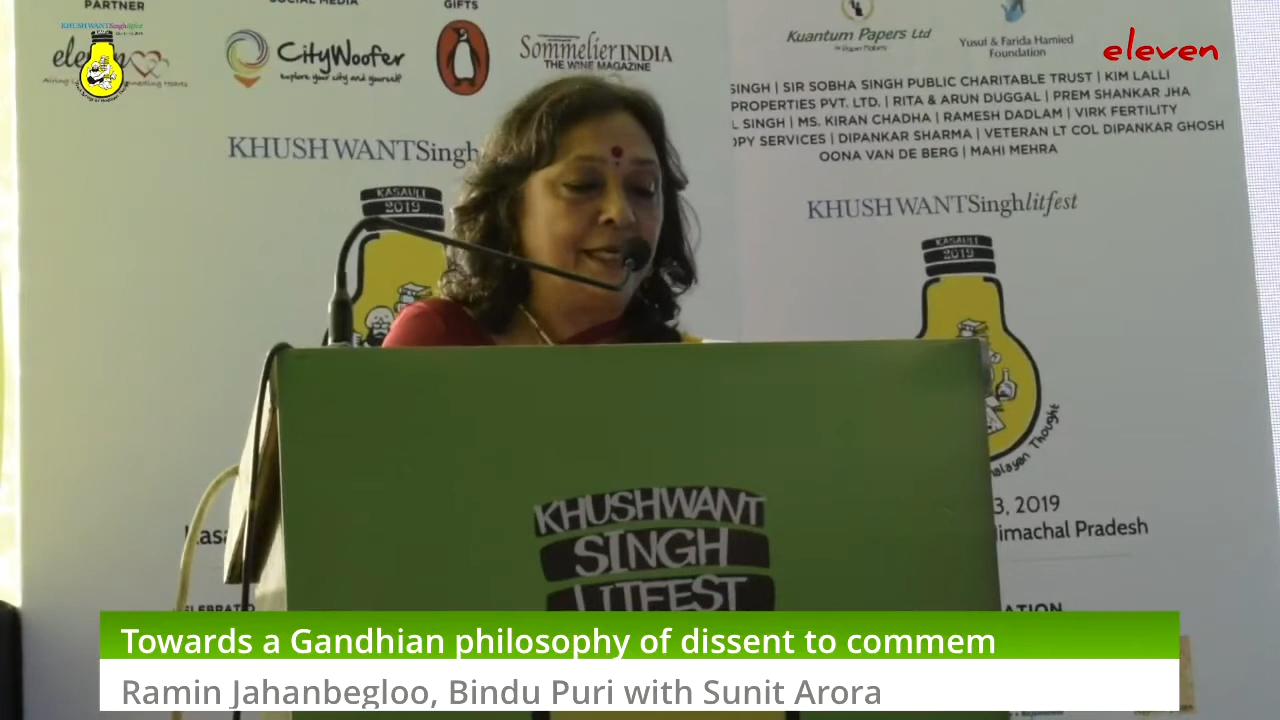 PARTNER
SOCIAL MEDIA
GIFTS
KHUSHWANTSinghlitfest
CityWoofer
explore your city and yourself
Sommelier INDIA
THE WINE MAGAZINE
Kuantum Papers Ltd
Yusuf & Farida Hamied
Foundation
eleven
SINGH | SIR SOBHA SINGH PUBLIC CHARITABLE TRUST | KIM LALLI
PROPERTIES PVT. LTD. | RITA & ARUN DUGGAL | PREM SHANKAR JHA
L SINGH | MS. KIRAN CHADHA | RAMESH DADLAM | VIRK FERTILITY
OPY SERVICES | DIPANKAR SHARMA | VETERAN LT COL DIPANKAR GHOSH
OONA VAN DE BERG | MAHI MEHRA
KHUSHWANTSingh
KASAULI
2019
KHUSHWANTSinghlitfest
KASAULI
2019
Thought
3, 2019
imachal Pradesh
KHUSHWANT
SINGH
LITFEST
Towards a Gandhian philosophy of dissent to commem
Ramin Jahanbegloo, Bindu Puri with Sunit Arora